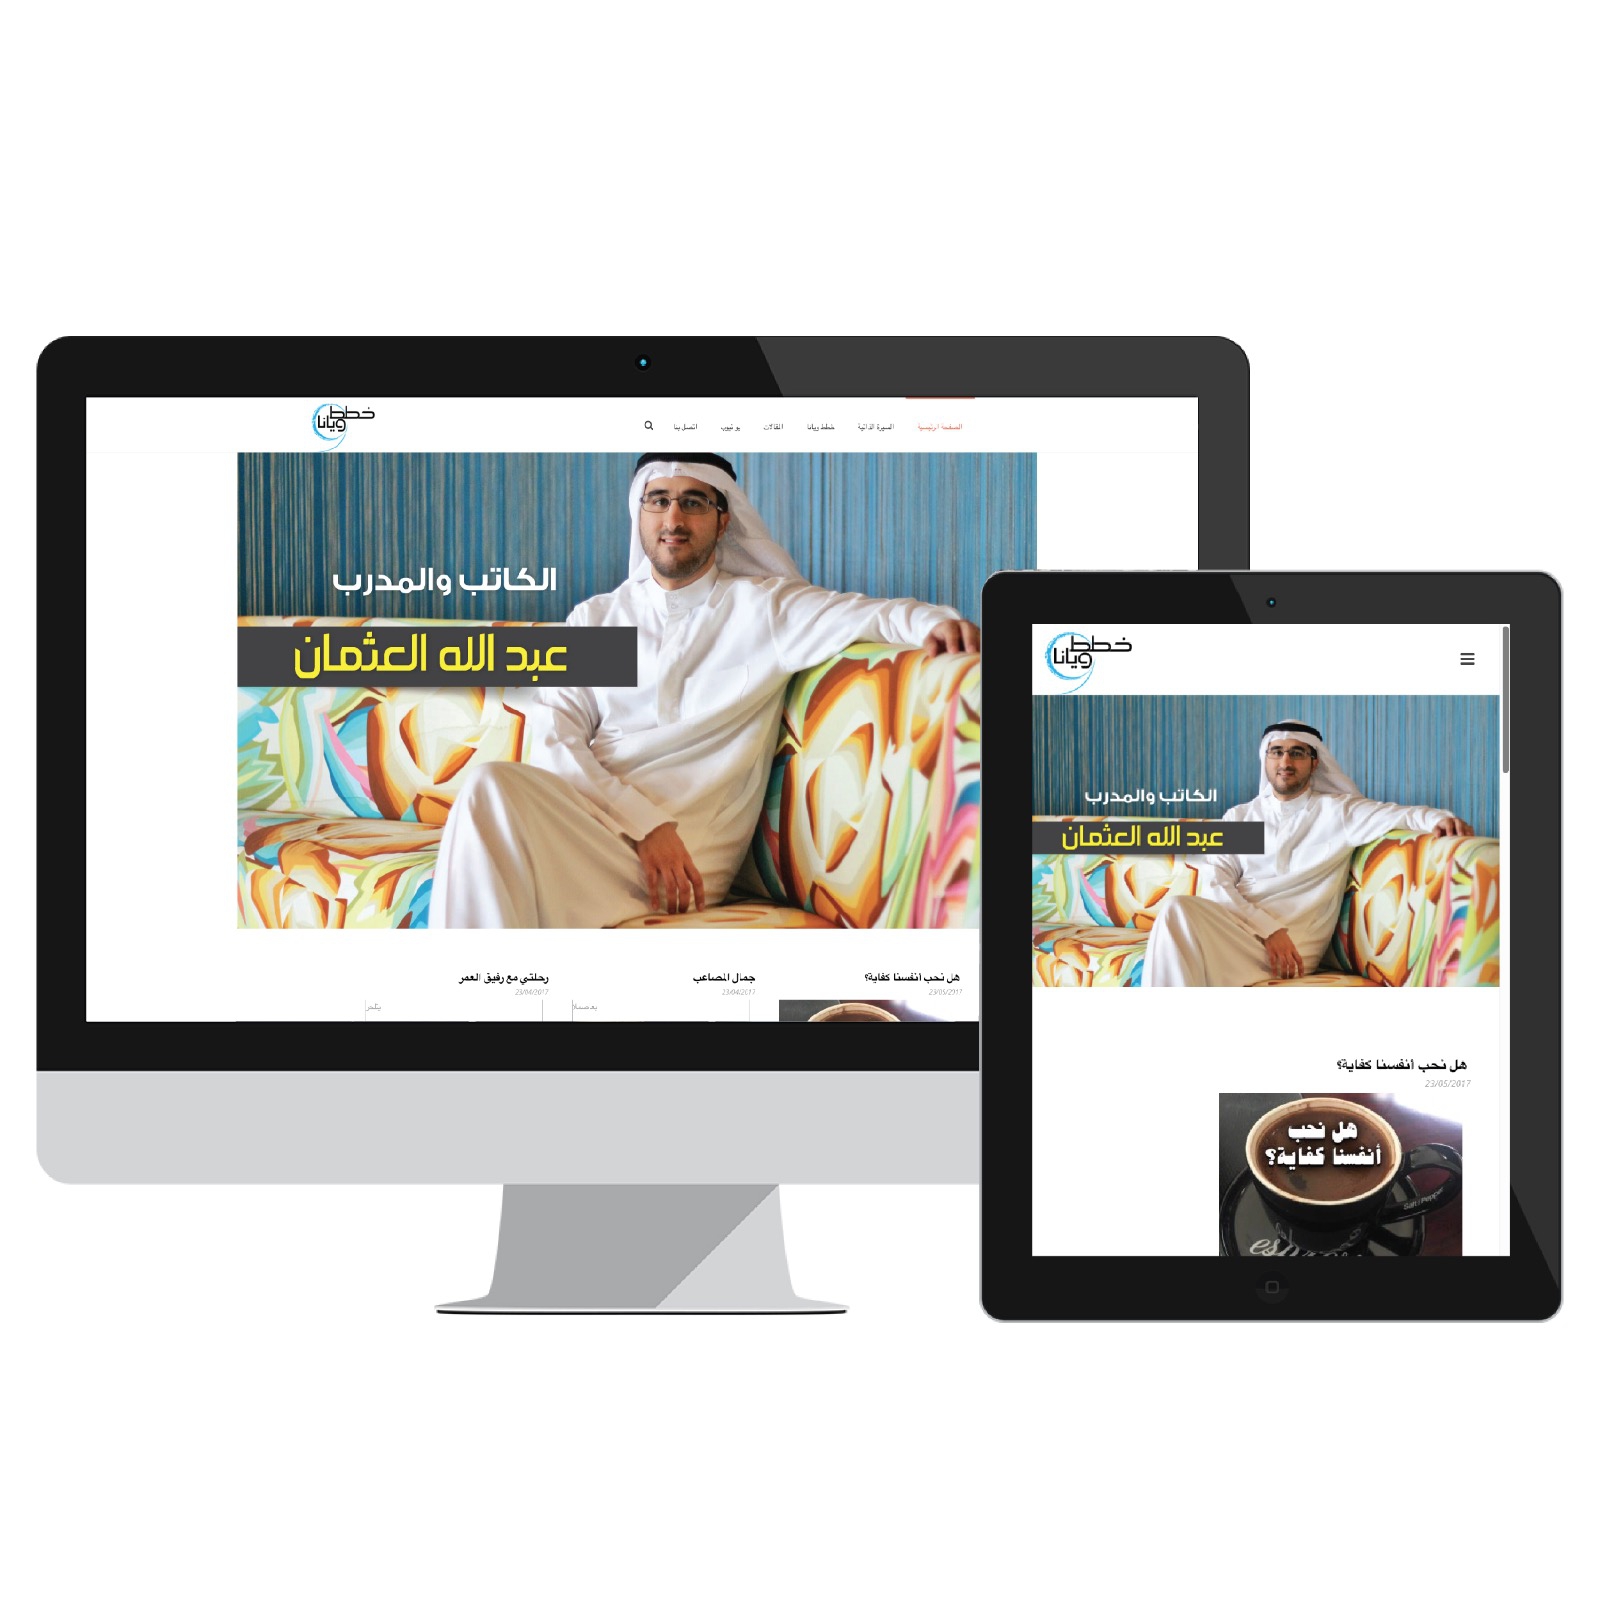 خطط
ويانا
الصفحة الرئيسية
السيرة الذاتية
خطط ويانا
المقالات
يوتيوب
اتصل بنا
الكاتب والمدرب
عبد الله العثمان
هل نحب أنفسنا كفاية؟
23/05/2017
جمال المصاعب
23/04/2017
رحلتي مع رفيق العمر
23/04/2017
خطط
ويانا
الكاتب والمدرب
عبد الله العثمان
هل نحب أنفسنا كفاية؟
23/05/2017
هل نحب
أنفسنا كفاية؟
Salt & Pepper